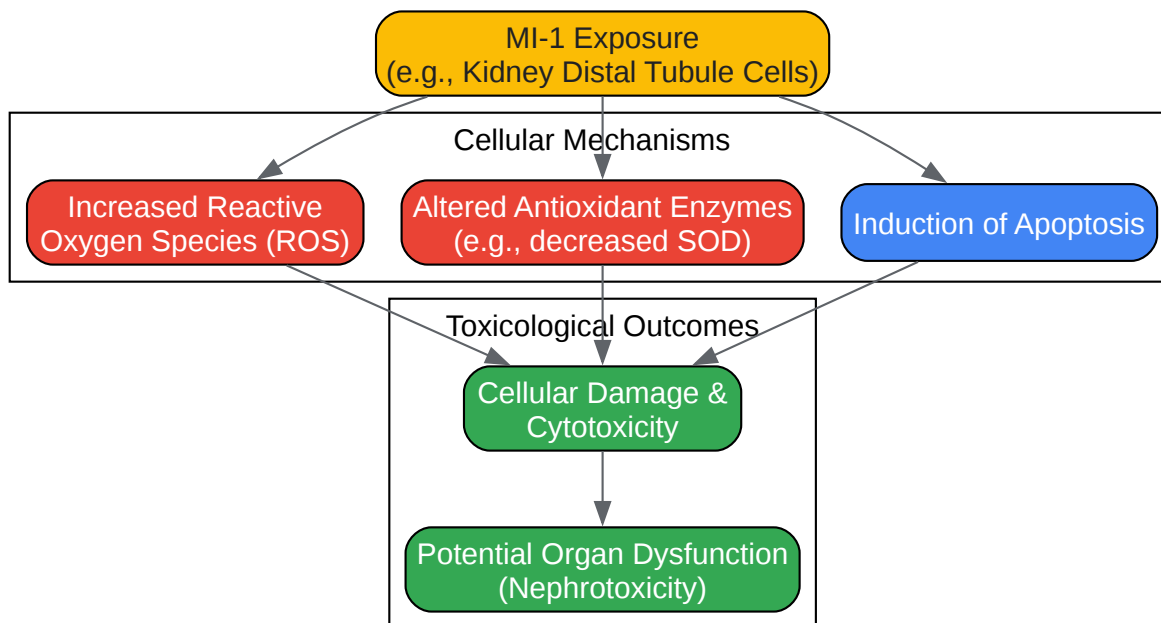 MI-1 Exposure
(e.g., Kidney Distal Tubule Cells)
Cellular Mechanisms
Increased Reactive
Oxygen Species (ROS)
Altered Antioxidant Enzymes
(e.g., decreased SOD)
Induction of Apoptosis
Toxicological Outcomes
Cellular Damage &
Cytotoxicity
Potential Organ Dysfunction
(Nephrotoxicity)